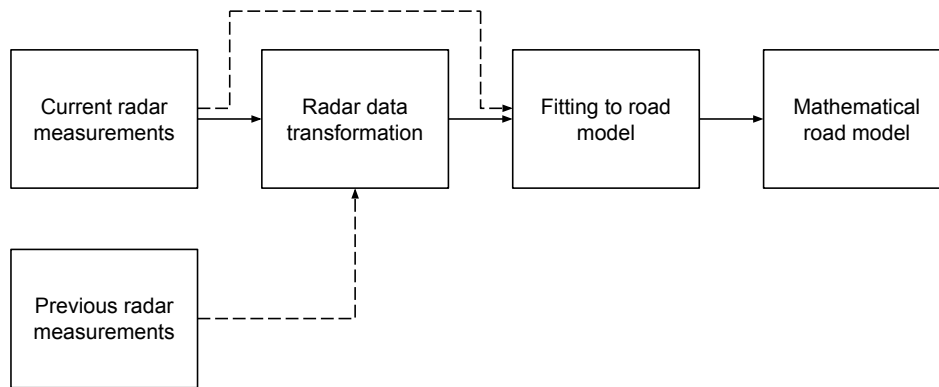 Current radar
measurements
Radar data
transformation
Fitting to road
model
Mathematical
road model
Previous radar
measurements